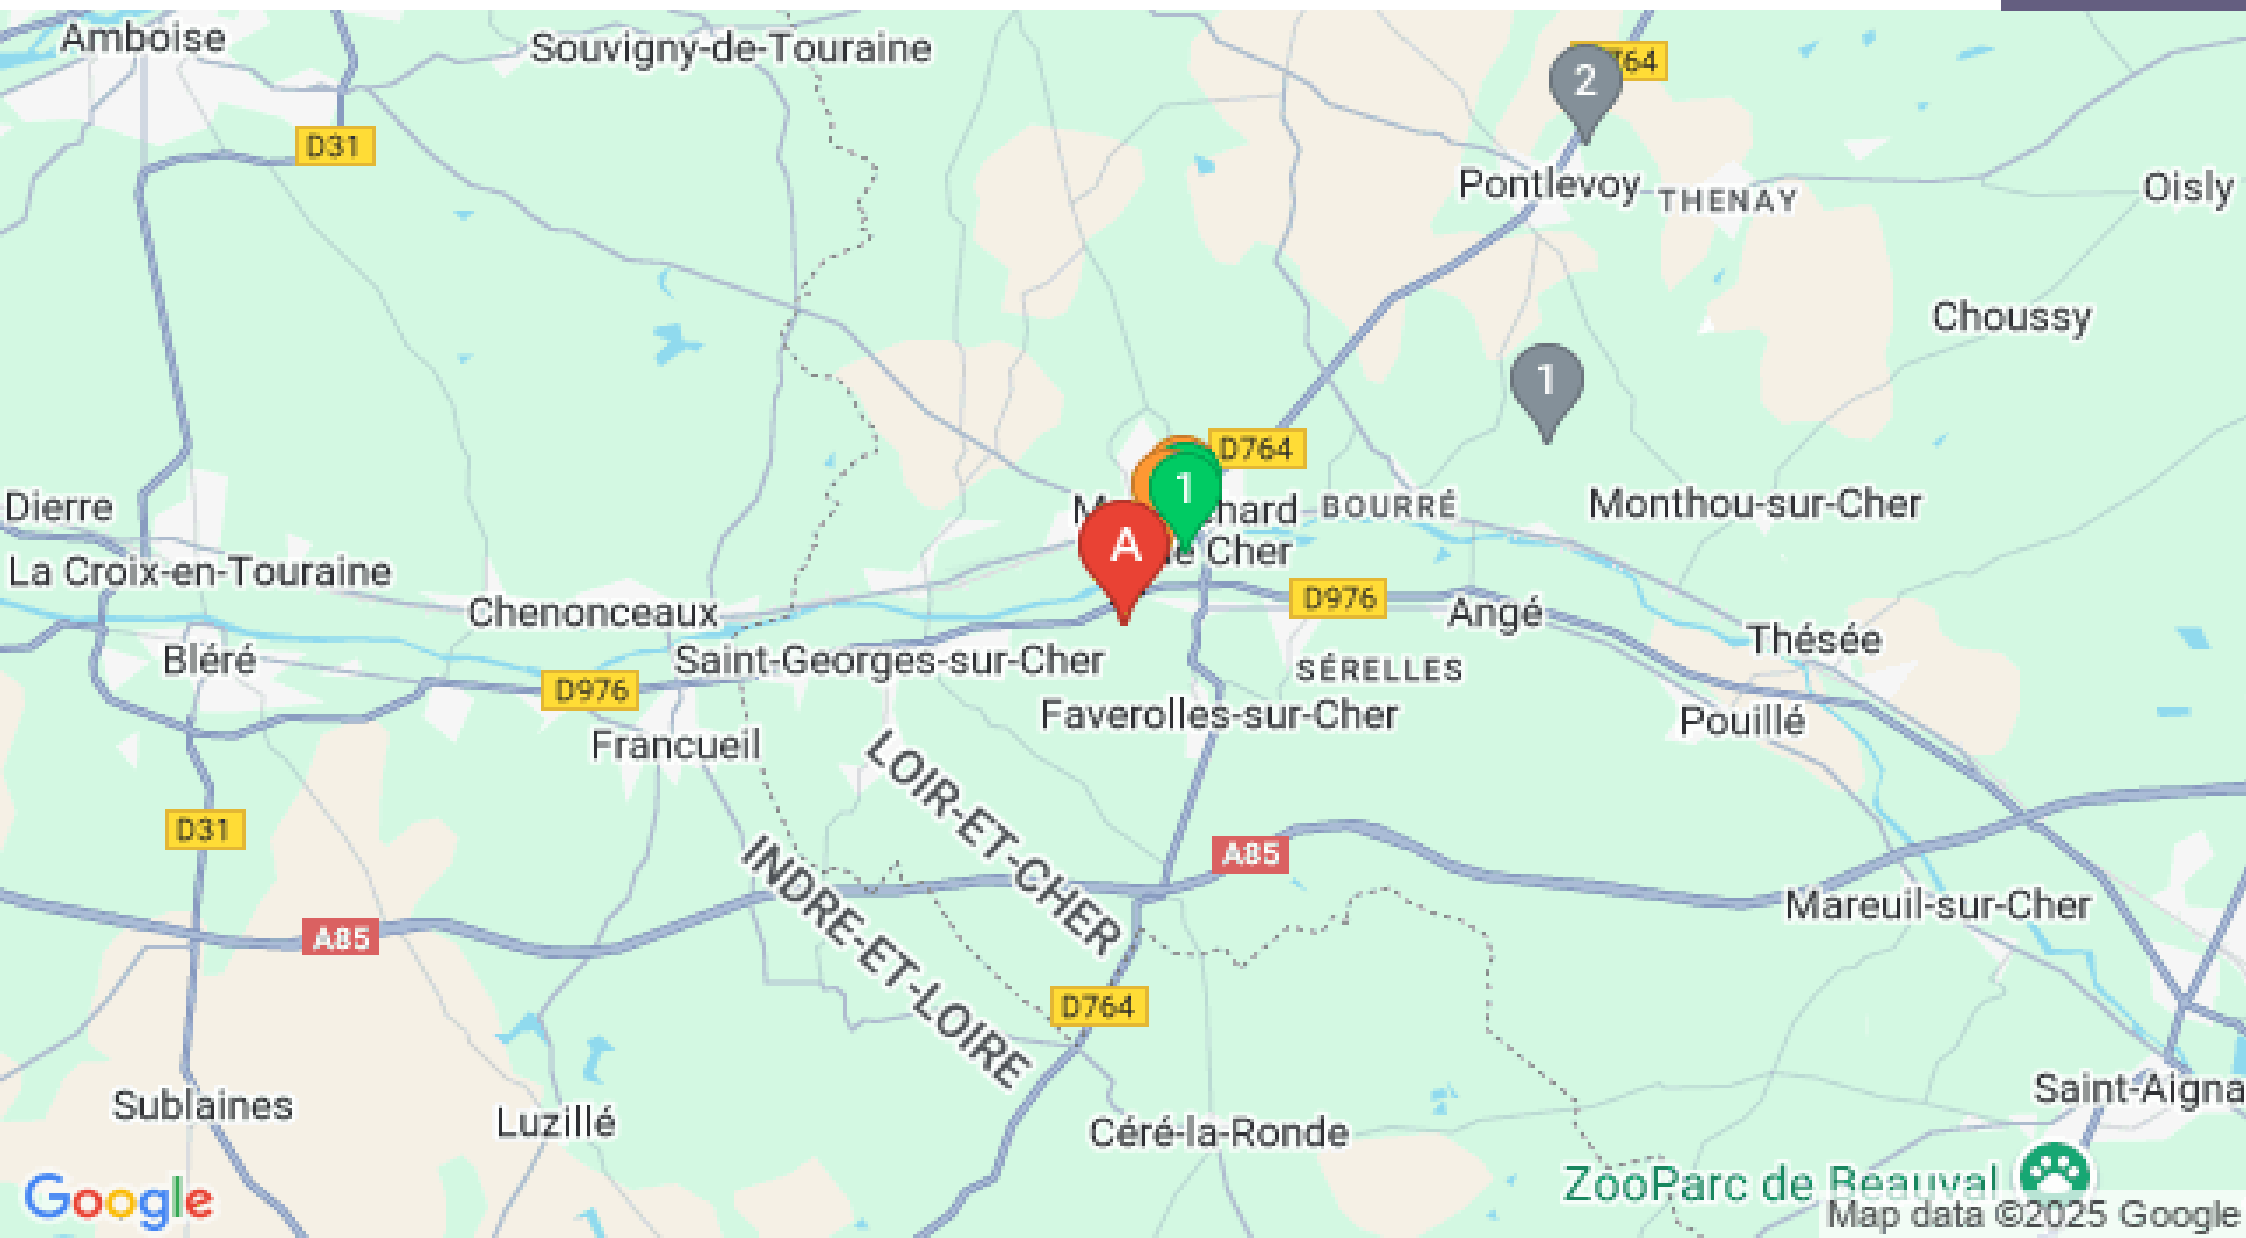 Amboise
Souvigny-de-Touraine
764
2
D31
Pontlevoy
THENAY
Oisly
Choussy
1
D764
1
Dierre
chard
BOURRÉ
Monthou-sur-Cher
A
Cher
La Croix-en-Touraine
Chenonceaux
D976
Angé
Thésée
Bléré
Saint-Georges-sur-Cher
SÉRELLES
D976
Faverolles-sur-Cher
Pouillé
Francueil
LOIR-ET-CHER
D31
INDRE-ET-LOIRE
A85
Mareuil-sur-Cher
A85
D764
Saint-Aigna
Sublaines
Luzillé
Céré-la-Ronde
ZooParc de Beauval
Google
Map data ©2025 Google